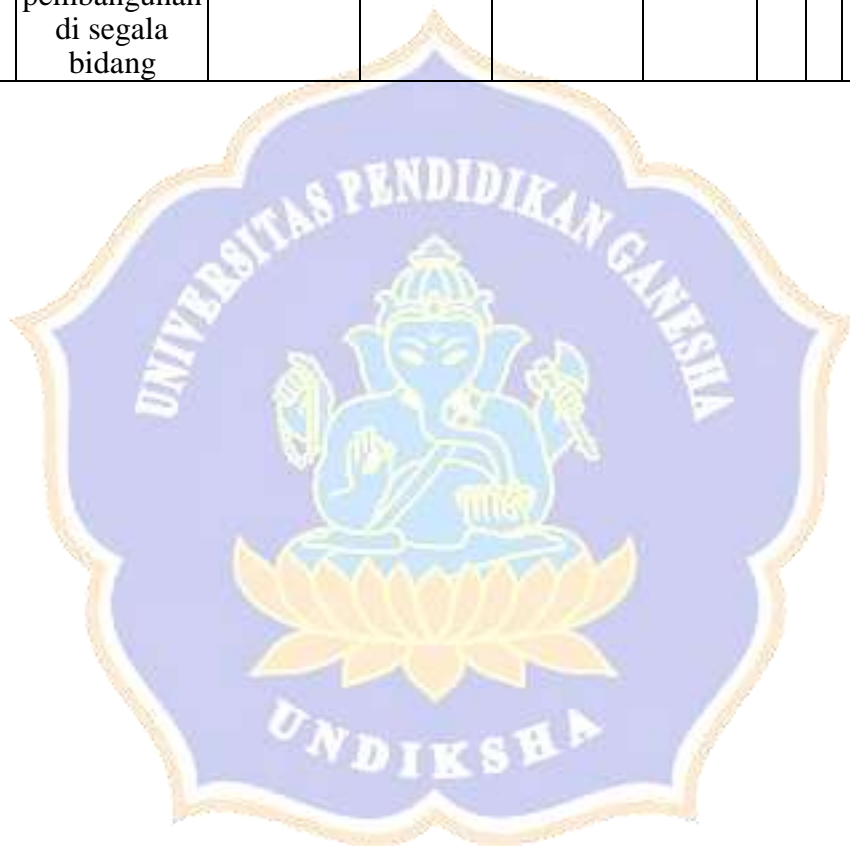 pembangunan
di segala
bidang
UNIVERSITAS PENDIDIKAN GANESHA
UNDIKSHA